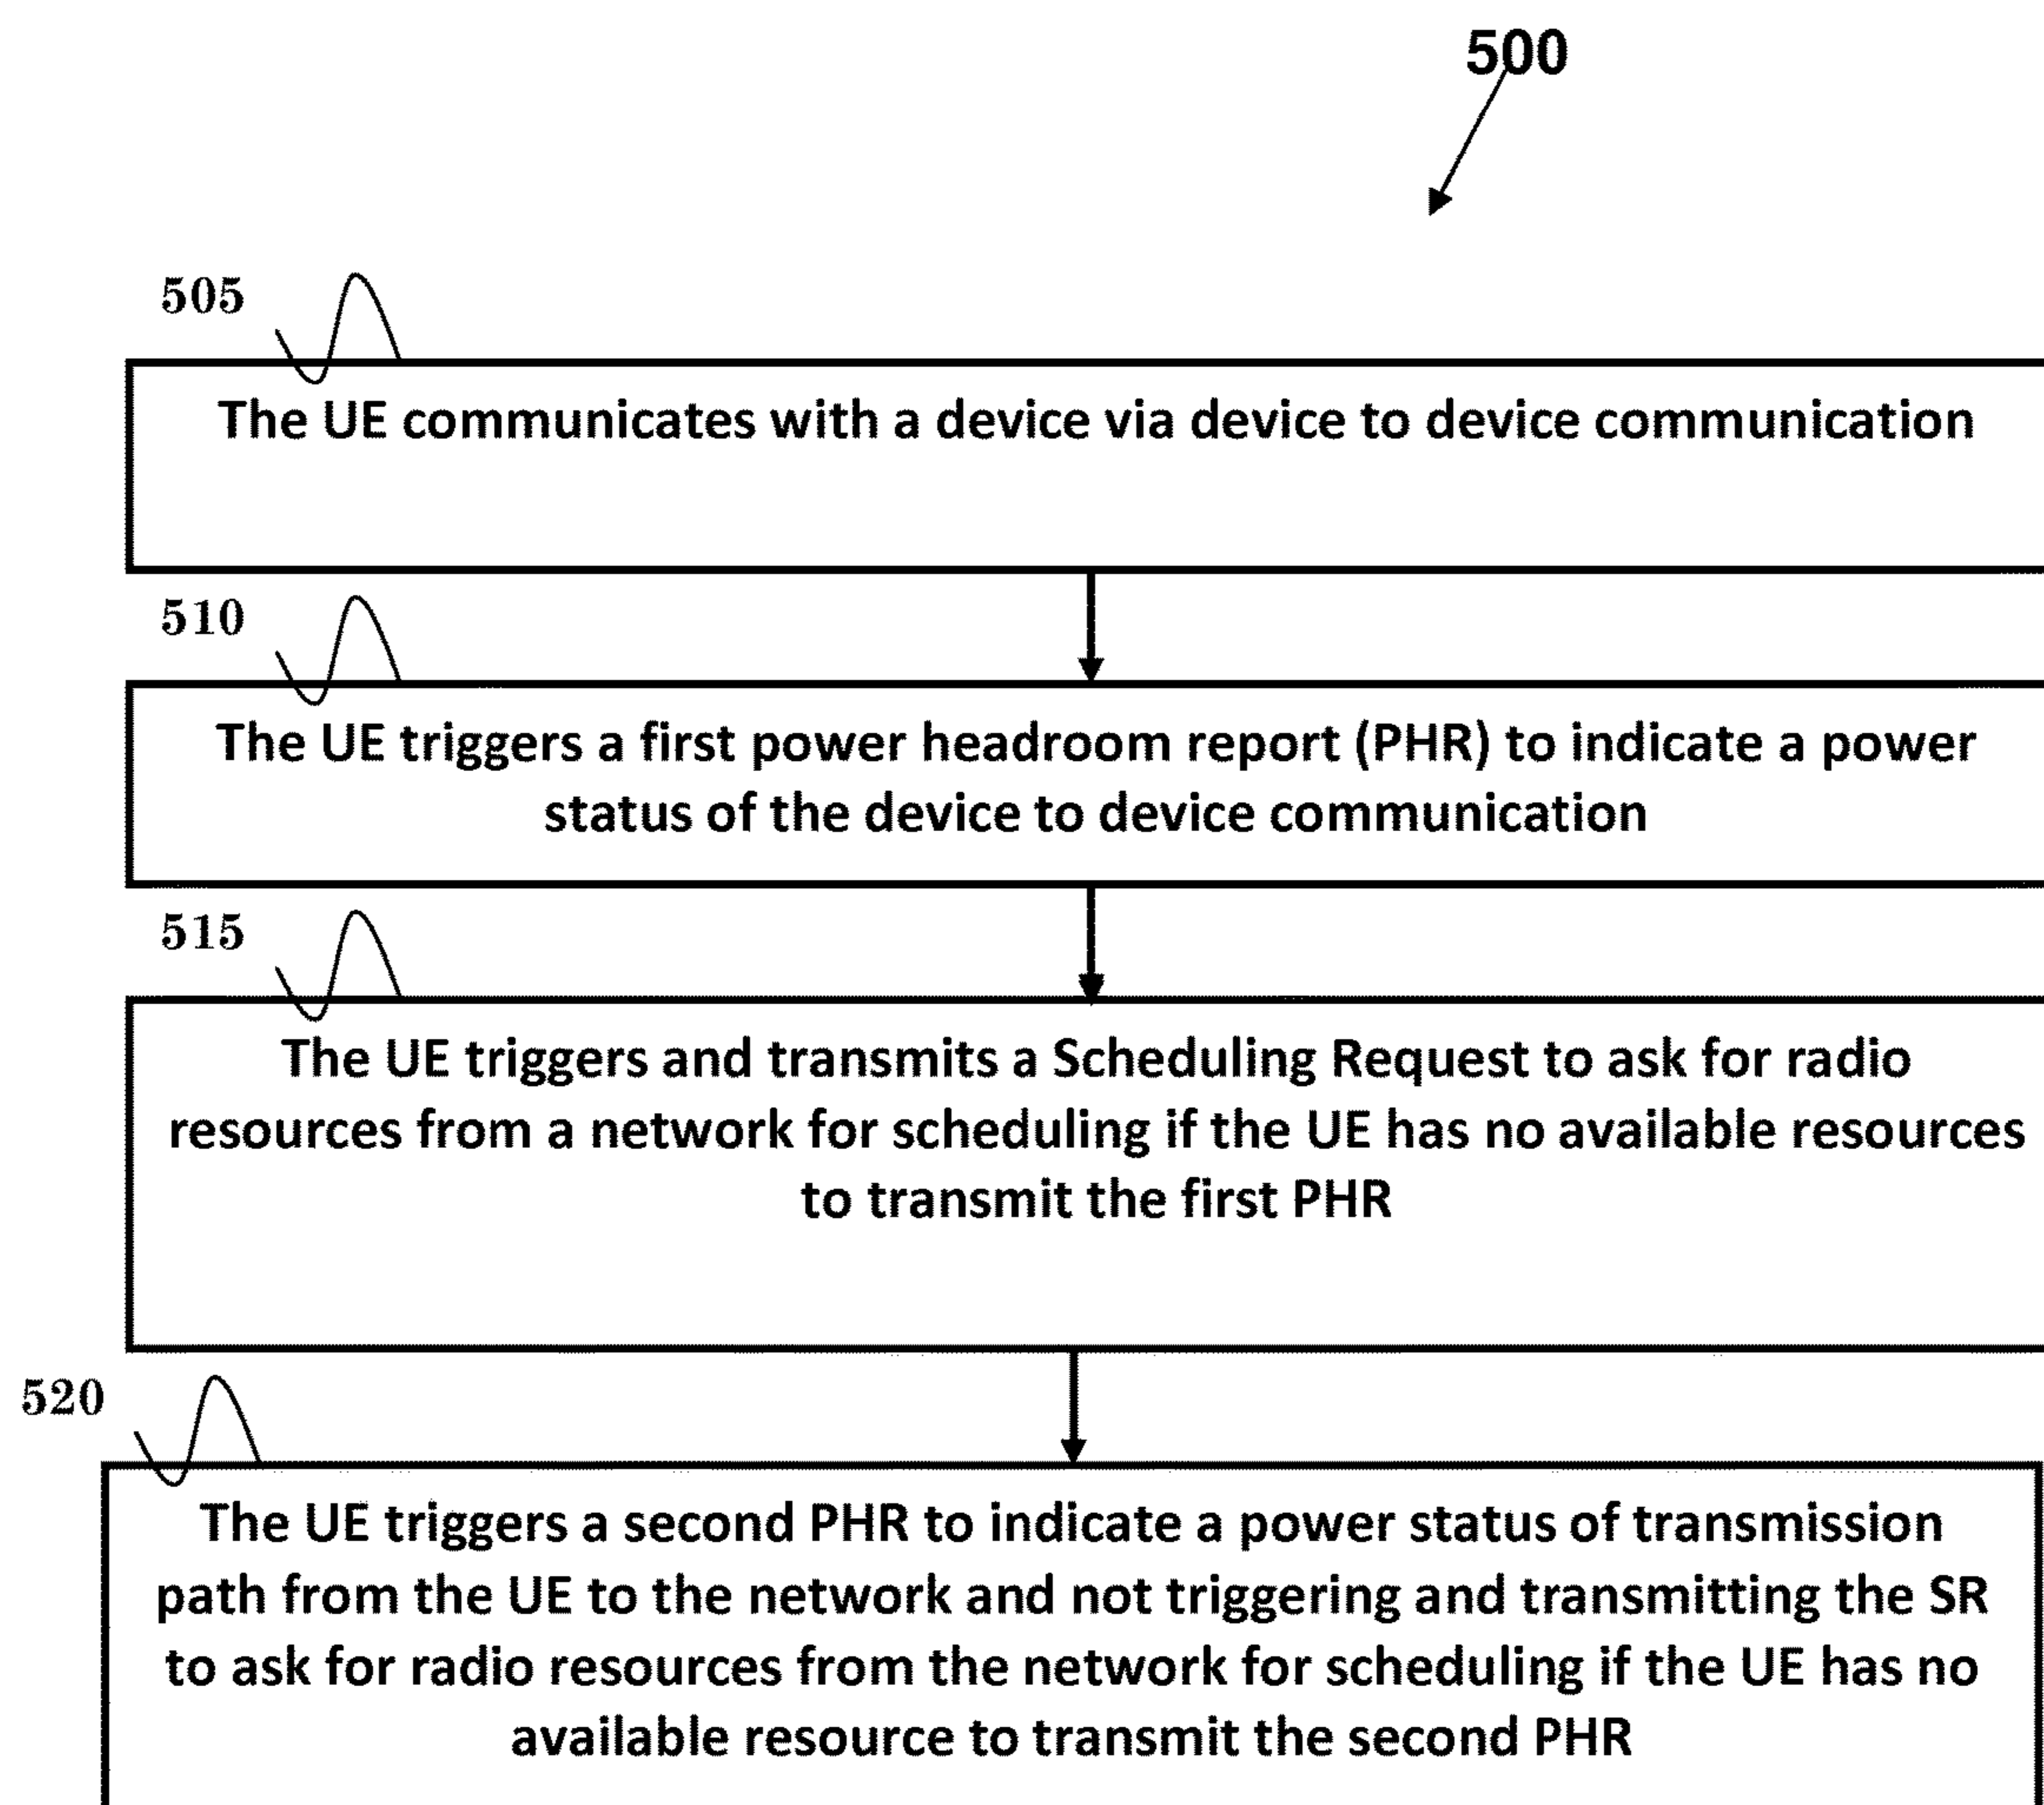 500
505
The UE communicates with a device via device to device communication
510
The UE triggers a first power headroom report (PHR) to indicate a power
status of the device to device communication
515
The UE triggers and transmits a Scheduling Request to ask for radio
resources from a network for scheduling if the UE has no available resources
to transmit the first PHR
520
The UE triggers a second PHR to indicate a power status of transmission
path from the UE to the network and not triggering and transmitting the SR
to ask for radio resources from the network for scheduling if the UE has no
available resource to transmit the second PHR